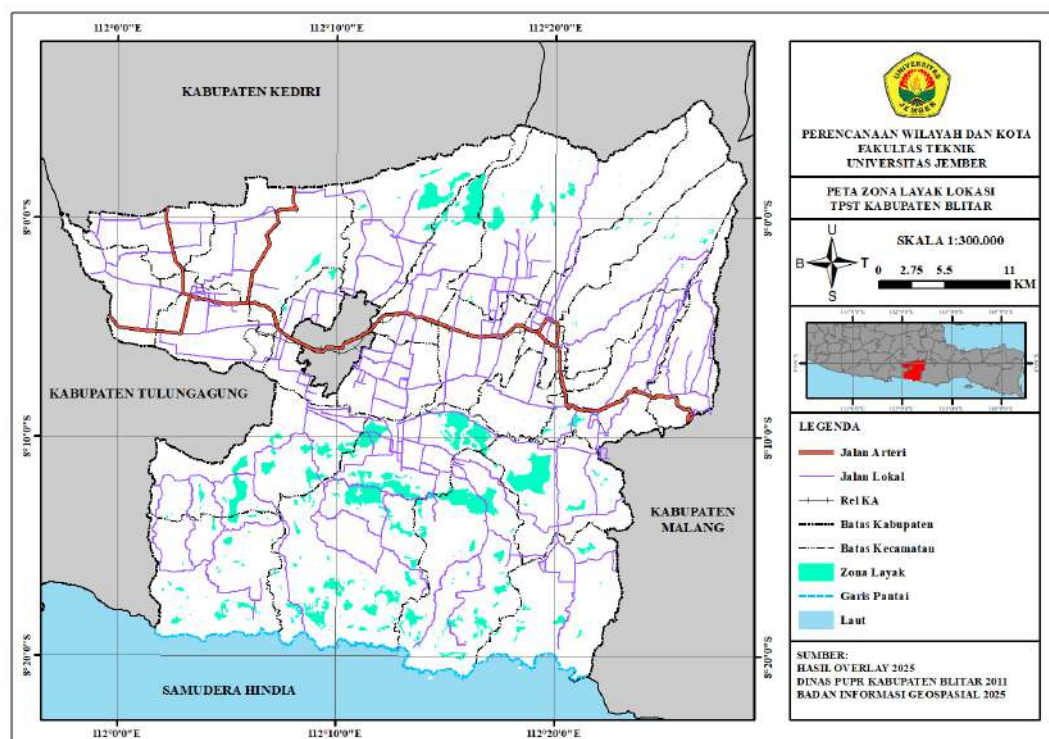 112°0'0"E
112°10'0"E
112°20'0"E
8°0'0"S
8°0'0"S
8°10'0"S
8°10'0"S
8°20'0"S
8°20'0"S
112°0'0"E
112°10'0"E
112°20'0"E
KABUPATEN KEDIRI
KABUPATEN TULUNGAGUNG
KABUPATEN
MALANG
SAMUDERA HINDIA
UNIVERSITAS
JEMBER
PERENCANAAN WILAYAH DAN KOTA
FAKULTAS TEKNIK
UNIVERSITAS JEMBER
PETA ZONA LAYAK LOKASI
TPST KABUPATEN BLITAR
U
B
T
S
SKALA 1:300.000
0 2.75 5.5 11
KM
LEGENDA
Jalan Arteri
Jalan Lokal
Rel KA
Batas Kabupaten
Batas Kecamatan
Zona Layak
Garis Pantai
Laut
SUMBER:
HASIL OVERLAY 2025
DINAS PUPR KABUPATEN BLITAR 2011
BADAN INFORMASI GEOSPASIAL 2025